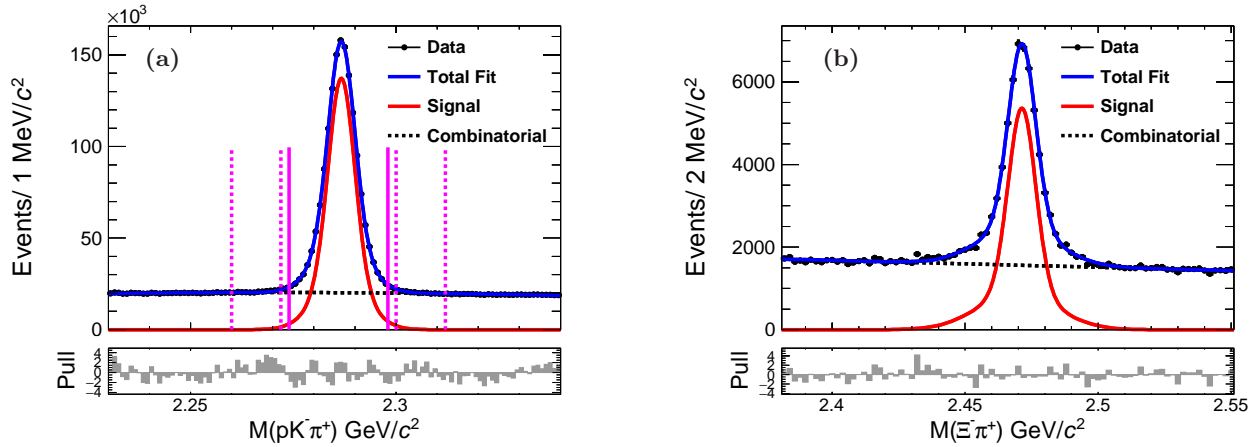 ×10³
(a)
Data
Total Fit
Signal
Combinatorial
Events/ 1 MeV/c²
150
100
50
0
Pull
4
2
0
−2
−4
2.25 2.3
M(pK⁻π⁺) GeV/c²
(b)
Data
Total Fit
Signal
Combinatorial
Events/ 2 MeV/c²
6000
4000
2000
0
Pull
4
2
0
−2
−4
2.4 2.45 2.5 2.55
M(Ξ⁻π⁺) GeV/c²